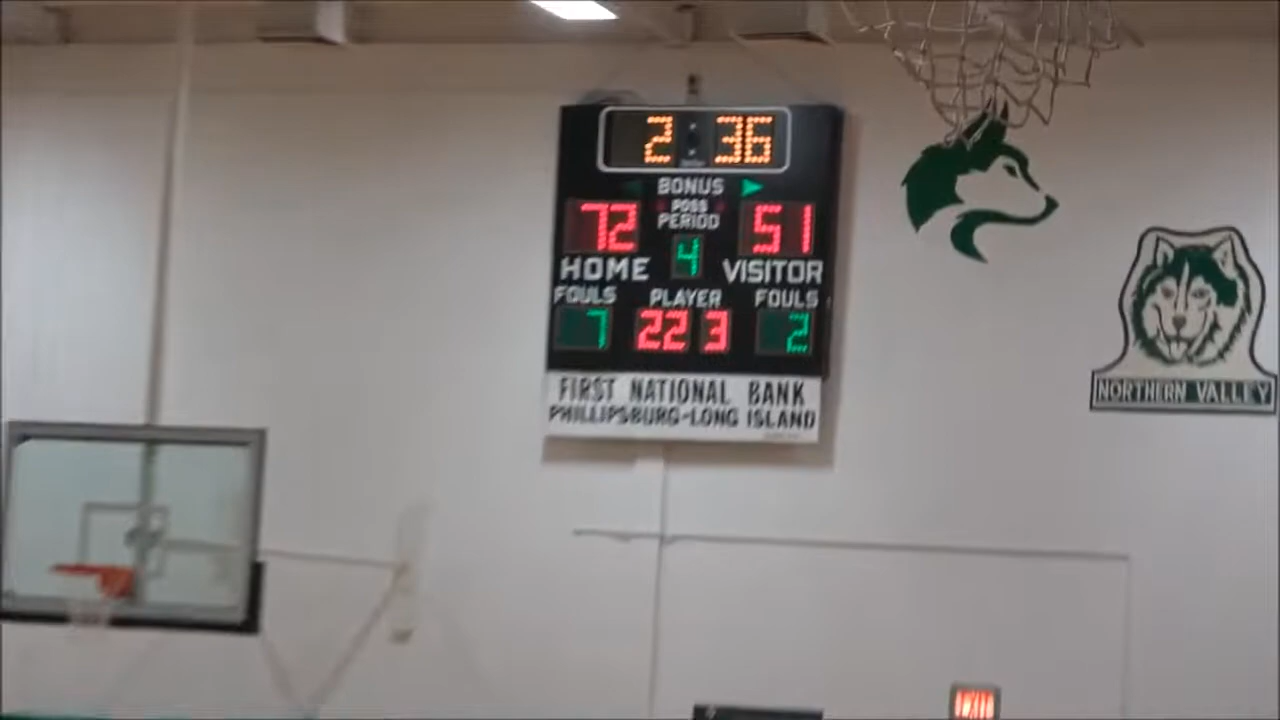 2:36
BONUS
POSS
PERIOD
72 4 51
HOME VISITOR
FOULS PLAYER FOULS
7 22 3 2
FIRST NATIONAL BANK
PHILLIPSBURG-LONG ISLAND
NORTHERN VALLEY
EXIT